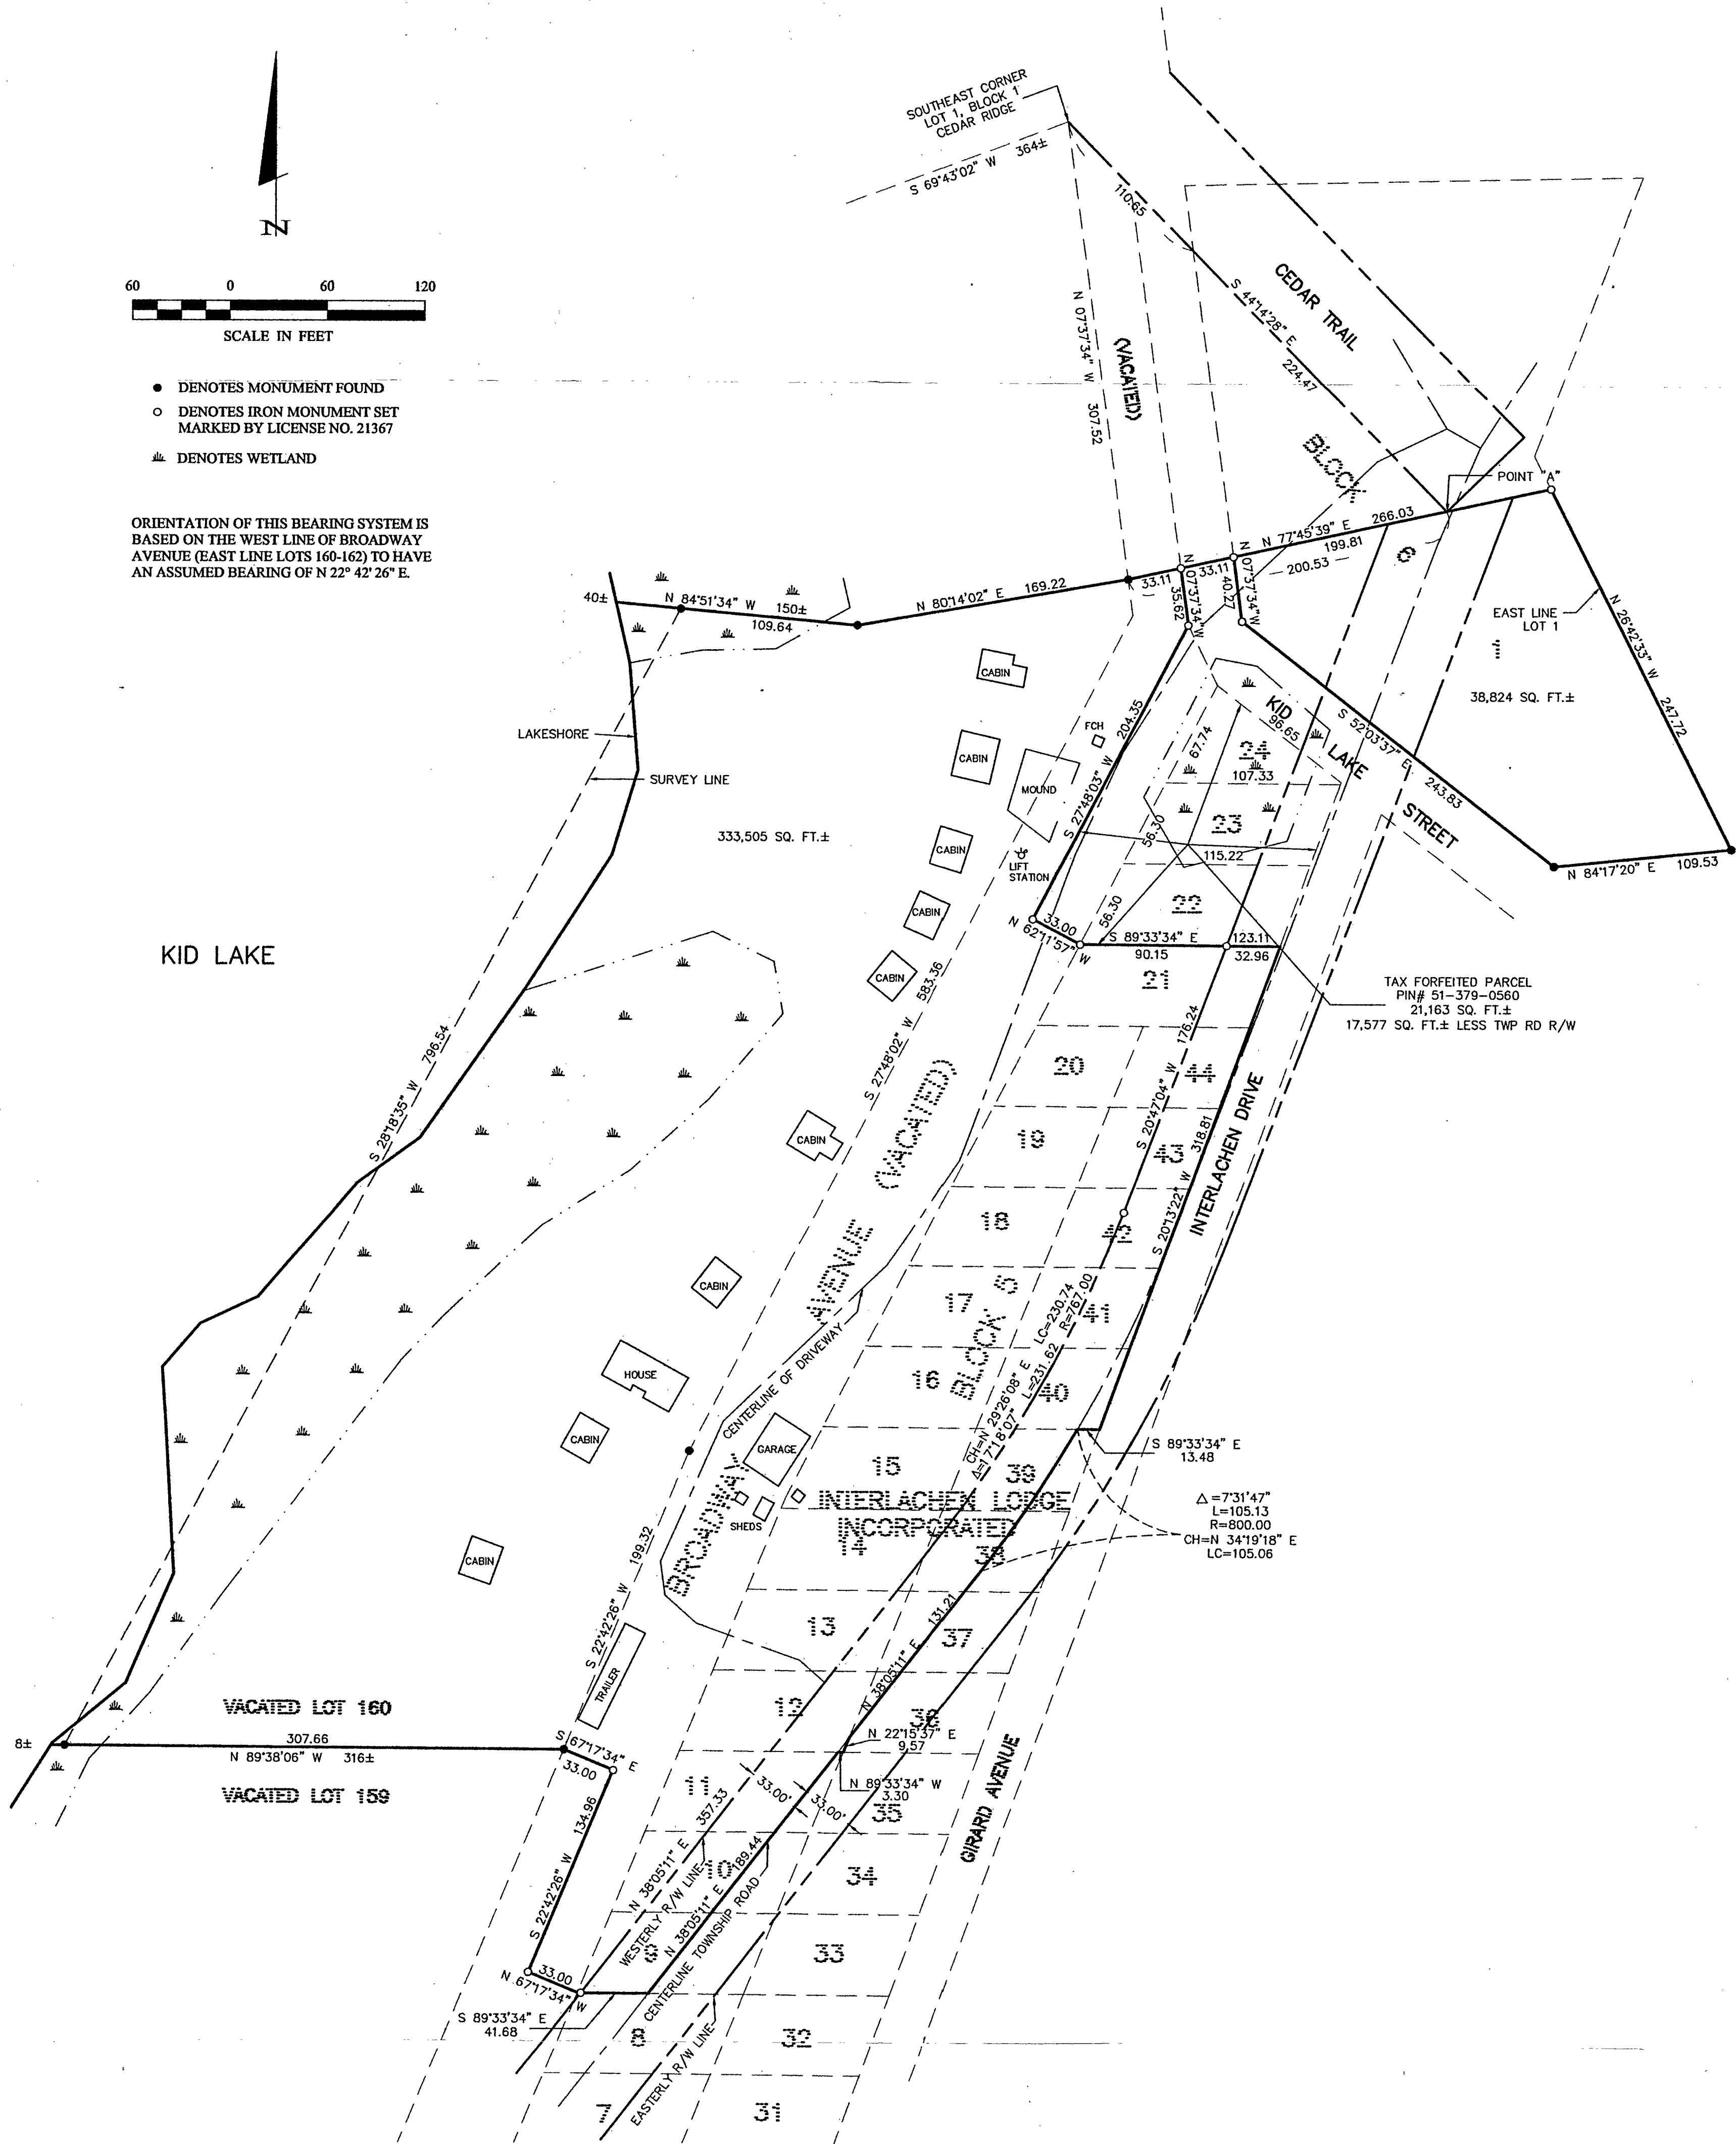 SOUTHEAST CORNER
LOT 1, BLOCK 1
CEDAR RIDGE
S 69°43'02" W 364±
N
60 0 60 120
SCALE IN FEET
DENOTES MONUMENT FOUND
DENOTES IRON MONUMENT SET
MARKED BY LICENSE NO. 21367
DENOTES WETLAND
ORIENTATION OF THIS BEARING SYSTEM IS
BASED ON THE WEST LINE OF BROADWAY
AVENUE (EAST LINE LOTS 160-162) TO HAVE
AN ASSUMED BEARING OF N 22° 42' 26" E.
110.65
S 44°14'28" E
224.47
CEDAR TRAIL
N 07°37'34" W 307.52
(VACATED)
BLOCK
6
POINT "A"
N 77°45'39" E 266.03
199.81
200.53
33.11
33.11
N 07°37'34" W
35.62
N 07°37'34" W
40.27
40±
N 84°51'34" W 150±
109.64
N 80°14'02" E 169.22
EAST LINE
LOT 1
1
N 26°42'33" W 247.72
38,824 SQ. FT.±
S 52°03'37" E 243.83
N 84°17'20" E 109.53
KID LAKE STREET
96.65
LAKESHORE
SURVEY LINE
333,505 SQ. FT.±
CABIN
FCH
CABIN
MOUND
CABIN
LIFT
STATION
CABIN
CABIN
S 27°48'03" W 204.35
67.74
24
107.33
56.30
23
115.22
56.30
22
33.00
N 62°11'57" W
S 89°33'34" E 123.11
90.15 32.96
21
TAX FORFEITED PARCEL
PIN# 51-379-0560
21,163 SQ. FT.±
17,577 SQ. FT.± LESS TWP RD R/W
KID LAKE
S 28°18'35" W 796.54
S 27°48'02" W 583.36
(VACATED)
AVENUE
BROADWAY
20
44
S 20°47'04" W 176.24
19
43
S 20°13'22" W 318.81
INTERLACHEN DRIVE
CABIN
18
42
17
BLOCK 5
41
16
40
CH=N 29°26'08" E LC=230.74
Δ=17°18'07" L=231.62 R=767.00
CABIN
HOUSE
CENTERLINE OF DRIVEWAY
CABIN
GARAGE
SHEDS
15
39
S 89°33'34" E
13.48
INTERLACHEN LODGE
INCORPORATED
14
38
Δ=7°31'47"
L=105.13
R=800.00
CH=N 34°19'18" E
LC=105.06
CABIN
S 22°42'26" W 199.32
TRAILER
13
37
N 38°05'11" E 131.21
12
36
N 22°15'37" E
9.57
N 89°33'34" W
3.30
GIRARD AVENUE
VACATED LOT 160
8±
307.66
N 89°38'06" W 316±
VACATED LOT 159
S 67°17'34" E
33.00
11
33.00'
33.00'
35
S 22°42'26" W 134.96
N 38°05'11" E 357.33
WESTERLY R/W LINE
10
34
N 38°05'11" E 189.44
CENTERLINE TOWNSHIP ROAD
9
33
33.00
N 67°17'34" W
S 89°33'34" E
41.68
8
32
EASTERLY R/W LINE
7
31